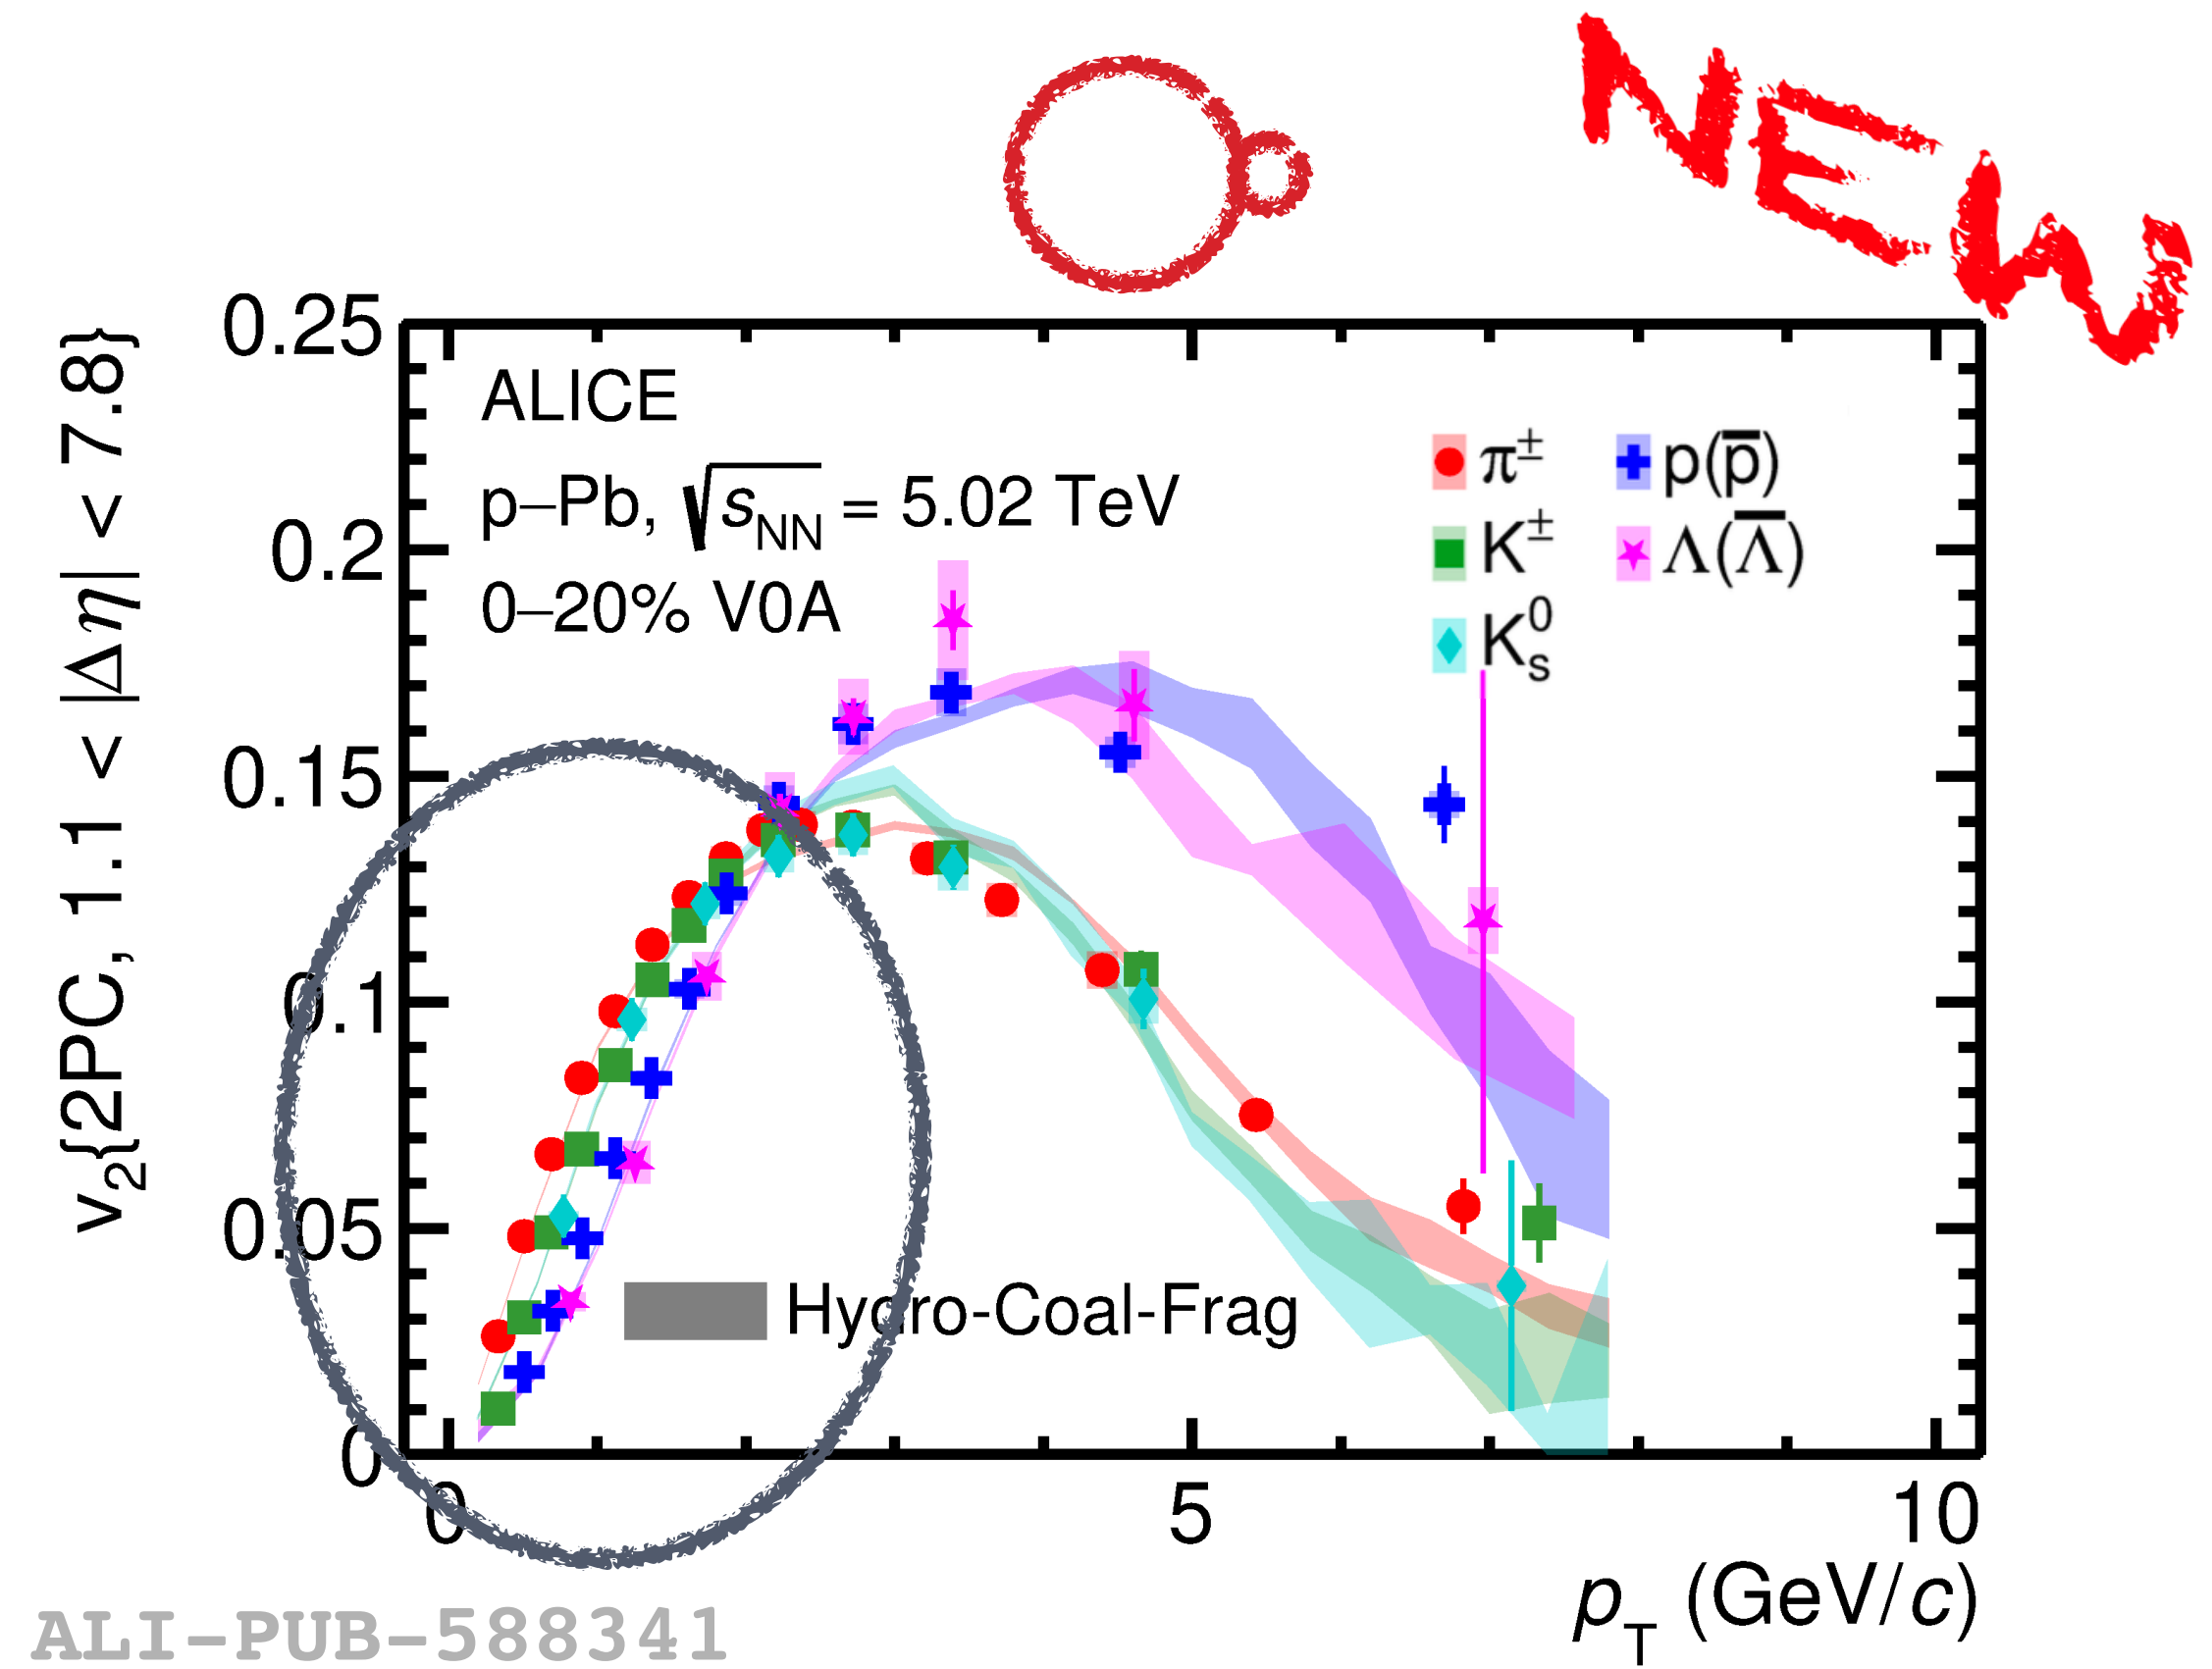 NEW
0.25
0.2
0.15
0.1
0.05
0
v₂{2PC, 1.1 < |Δη| < 7.8}
ALICE
p–Pb, √sNN = 5.02 TeV
0–20% V0A
π± p(p̅)
K± Λ(Λ̅)
K⁰s
Hydro-Coal-Frag
0 5 10
pT (GeV/c)
ALI-PUB-588341